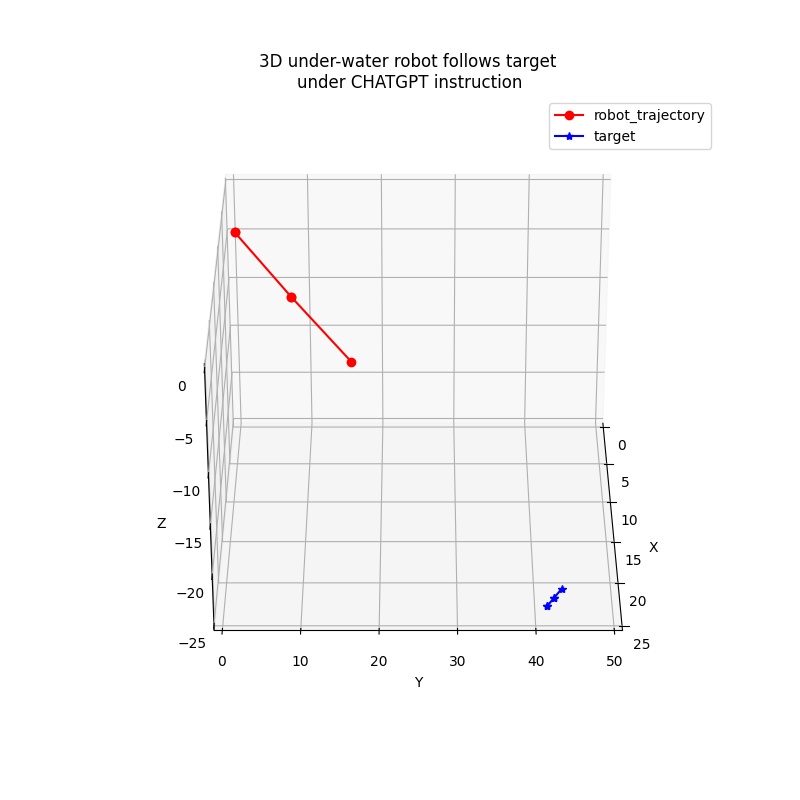 3D under-water robot follows target
under CHATGPT instruction
robot_trajectory
target
0
−5
−10
−15
−20
−25
Z
0
5
10
15
20
25
X
0
10
20
30
40
50
Y